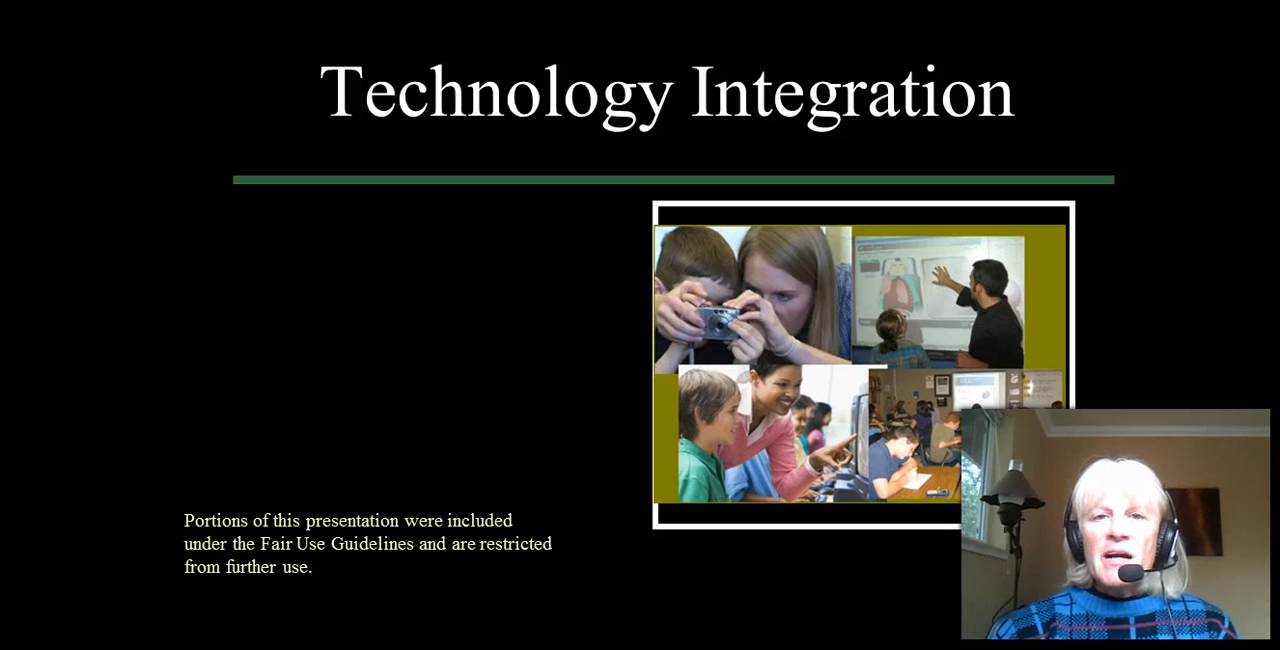 Technology Integration
Portions of this presentation were included
under the Fair Use Guidelines and are restricted
from further use.